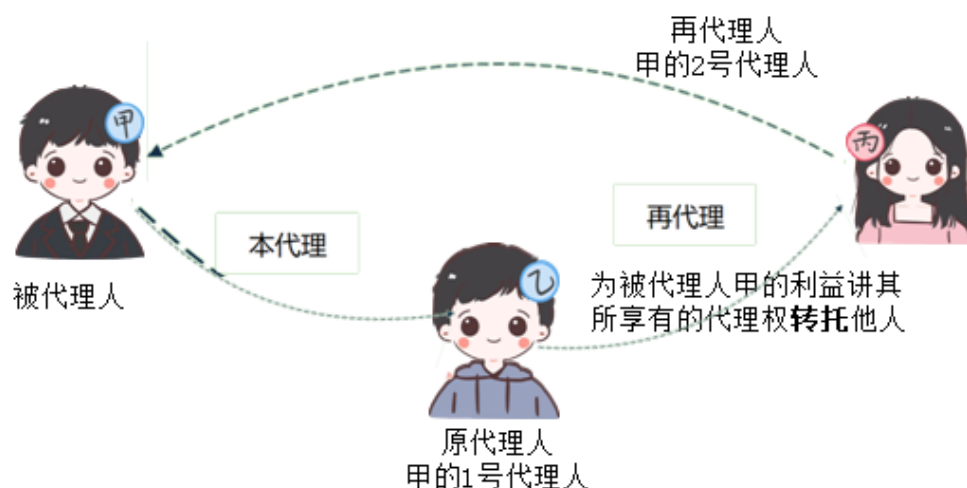 再代理人
甲的2号代理人
甲
丙
本代理
再代理
乙
被代理人
为被代理人甲的利益讲其
所享有的代理权转托他人
原代理人
甲的1号代理人